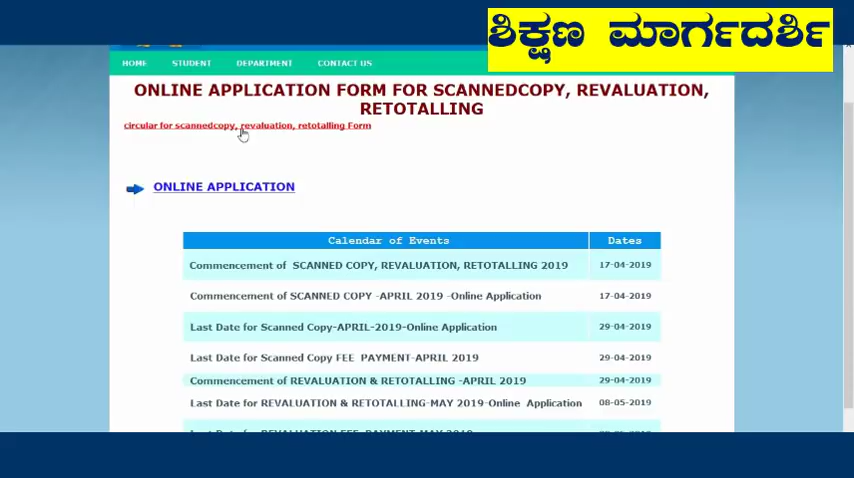 ಶಿಕ್ಷಣ ಮಾರ್ಗದರ್ಶಿ
HOME STUDENT DEPARTMENT CONTACT US
ONLINE APPLICATION FORM FOR SCANNEDCOPY, REVALUATION,
RETOTALLING
circular for scannedcopy, revaluation, retotalling Form
ONLINE APPLICATION
Calendar of Events Dates
Commencement of SCANNED COPY, REVALUATION, RETOTALLING 2019 17-04-2019
Commencement of SCANNED COPY -APRIL 2019 -Online Application 17-04-2019
Last Date for Scanned Copy-APRIL-2019-Online Application 29-04-2019
Last Date for Scanned Copy FEE PAYMENT-APRIL 2019 29-04-2019
Commencement of REVALUATION & RETOTALLING -APRIL 2019 29-04-2019
Last Date for REVALUATION & RETOTALLING-MAY 2019-Online Application 08-05-2019